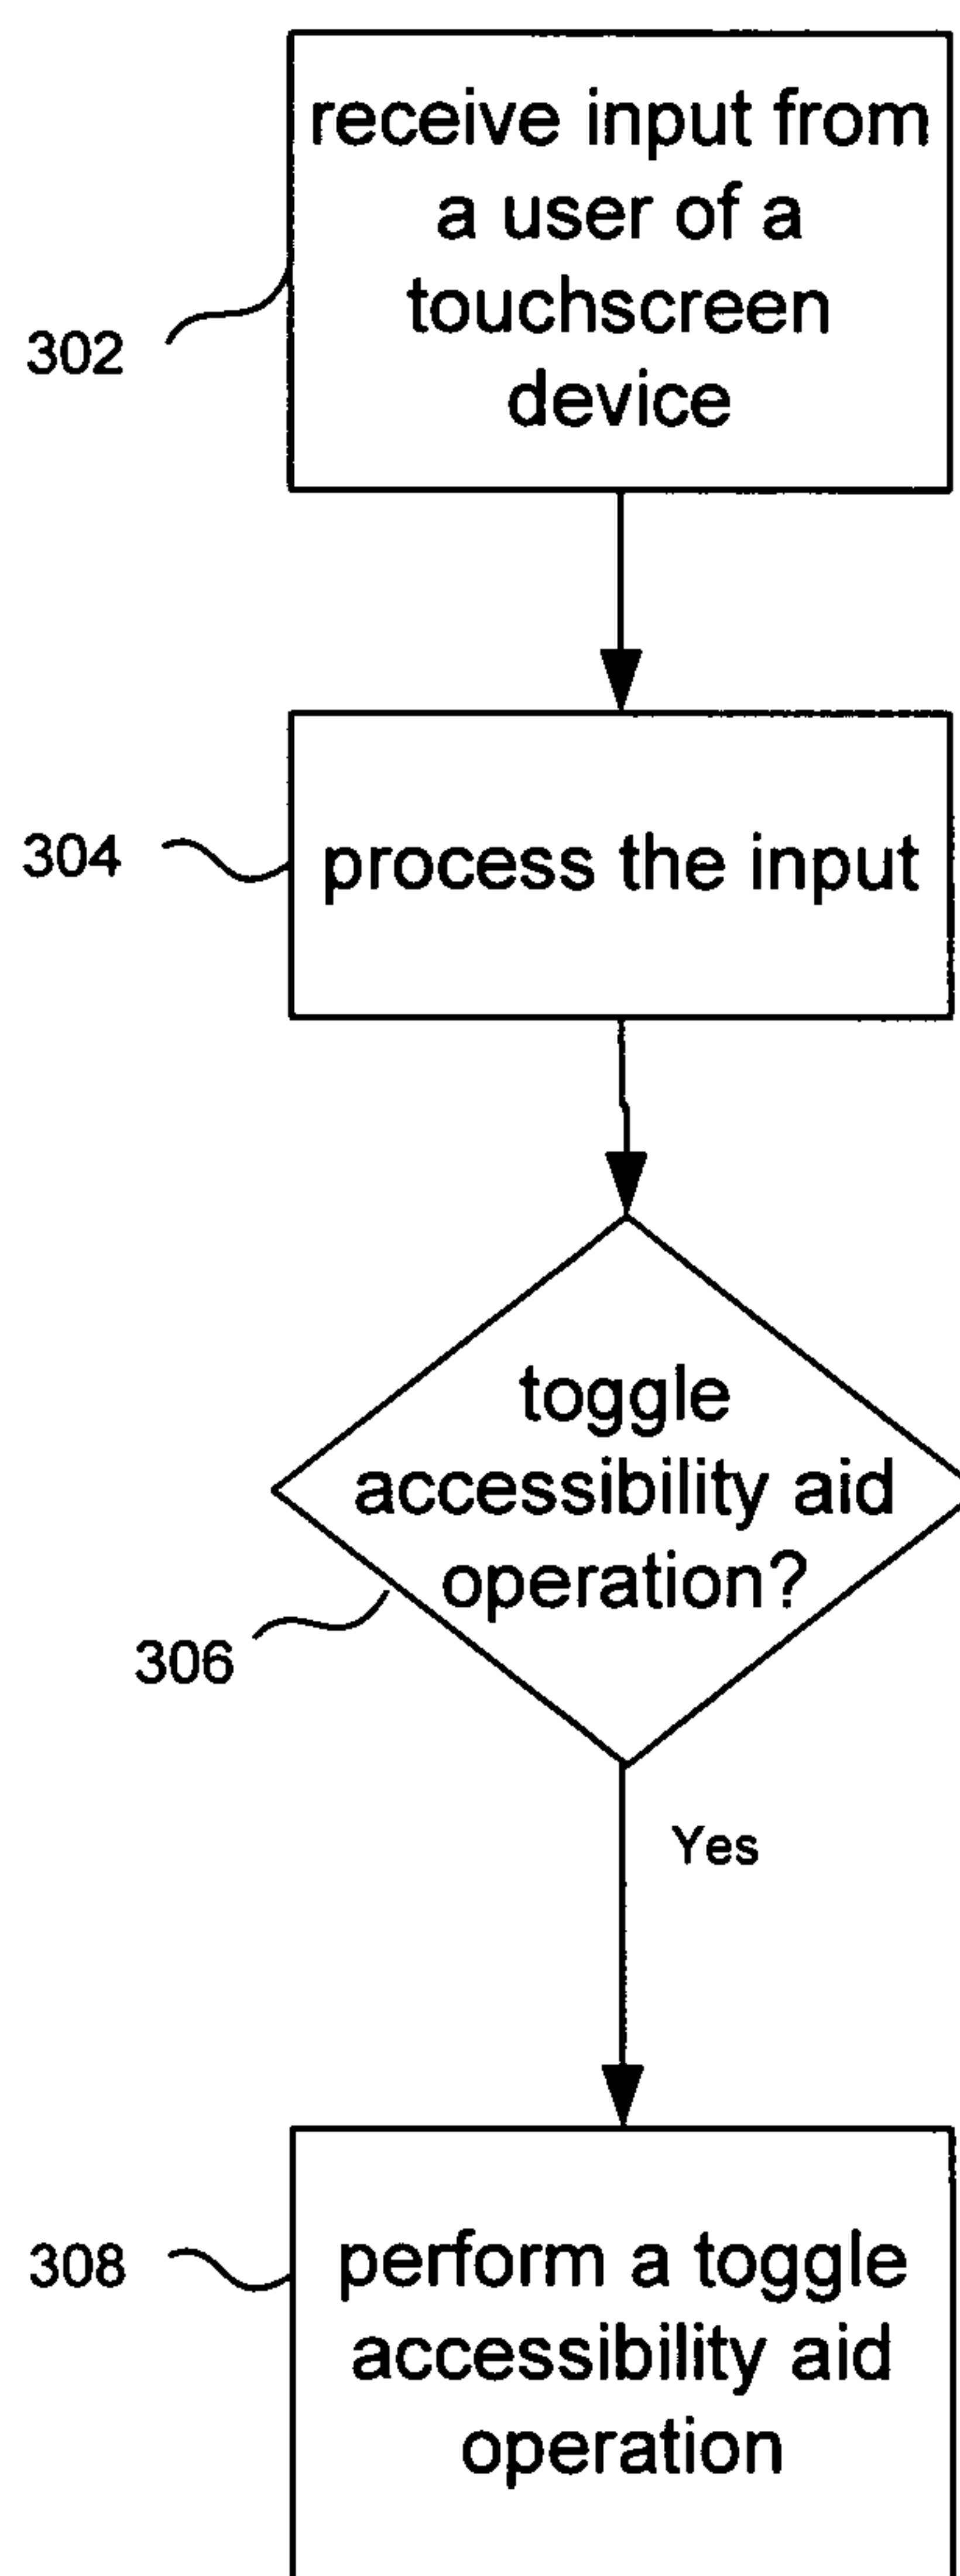 receive input from
a user of a
touchscreen
device
302
304
process the input
toggle
accessibility aid
operation?
306
Yes
308
perform a toggle
accessibility aid
operation